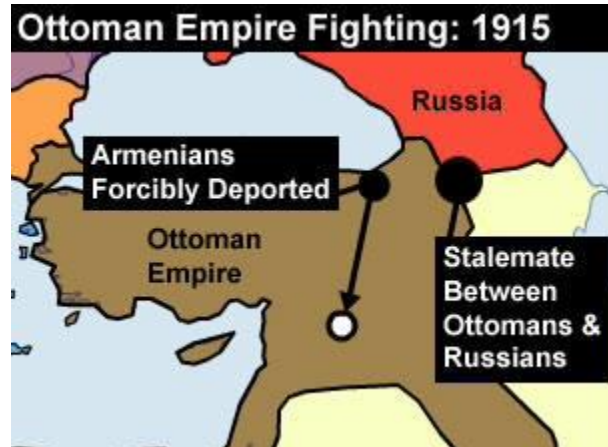 Ottoman Empire Fighting: 1915
Russia
Armenians
Forcibly Deported
Ottoman
Empire
Stalemate
Between
Ottomans &
Russians